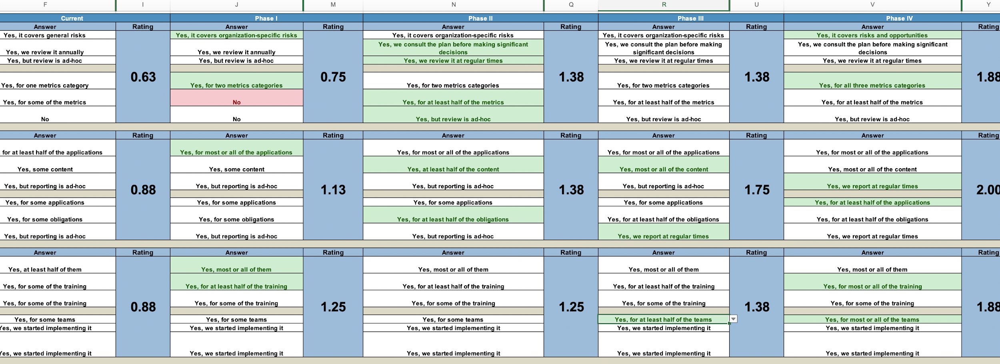 F I J M N Q R U V Y
Current Phase I Phase II Phase III Phase IV
Answer Rating Answer Rating Answer Rating Answer Rating Answer Rating
Yes, it covers general risks Yes, it covers organization-specific risks Yes, it covers organization-specific risks Yes, it covers organization-specific risks Yes, it covers risks and opportunities
Yes, we consult the plan before making significant Yes, we consult the plan before making Yes, we consult the plan before making significant
Yes, we review it annually Yes, we review it annually decisions significant decisions decisions
Yes, but review is ad-hoc Yes, but review is ad-hoc Yes, we review it at regular times Yes, we review it at regular times Yes, we review it at regular times
0.63 0.75 1.38 1.38 1.88
Yes, for one metrics category Yes, for two metrics categories Yes, for two metrics categories Yes, for two metrics categories Yes, for all three metrics categories
Yes, for some of the metrics No Yes, for at least half of the metrics Yes, for at least half of the metrics Yes, for at least half of the metrics
No No Yes, but review is ad-hoc Yes, but review is ad-hoc Yes, but review is ad-hoc
Answer Rating Answer Rating Answer Rating Answer Rating Answer Rating
for at least half of the applications Yes, for most or all of the applications Yes, for most or all of the applications Yes, for most or all of the applications Yes, for most or all of the applications
Yes, some content Yes, some content Yes, at least half of the content Yes, most or all of the content Yes, most or all of the content
Yes, but reporting is ad-hoc Yes, but reporting is ad-hoc Yes, but reporting is ad-hoc Yes, but reporting is ad-hoc Yes, we report at regular times
0.88 1.13 1.38 1.75 2.00
Yes, for some applications Yes, for some applications Yes, for some applications Yes, for some applications Yes, for at least half of the applications
Yes, for some obligations Yes, for some obligations Yes, for at least half of the obligations Yes, for at least half of the obligations Yes, for at least half of the obligations
Yes, but reporting is ad-hoc Yes, but reporting is ad-hoc Yes, but reporting is ad-hoc Yes, we report at regular times Yes, we report at regular times
Answer Rating Answer Rating Answer Rating Answer Rating Answer Rating
Yes, at least half of them Yes, most or all of them Yes, most or all of them Yes, most or all of them Yes, most or all of them
Yes, for some of the training Yes, for at least half of the training Yes, for at least half of the training Yes, for at least half of the training Yes, for most or all of the training
Yes, for some of the training Yes, for some of the training Yes, for some of the training Yes, for some of the training Yes, for some of the training
0.88 1.25 1.25 1.38 1.88
Yes, for some teams Yes, for some teams Yes, for some teams Yes, for at least half of the teams Yes, for most or all of the teams
Yes, we started implementing it Yes, we started implementing it Yes, we started implementing it Yes, we started implementing it Yes, we started implementing it
Yes, we started implementing it Yes, we started implementing it Yes, we started implementing it Yes, we started implementing it Yes, we started implementing it